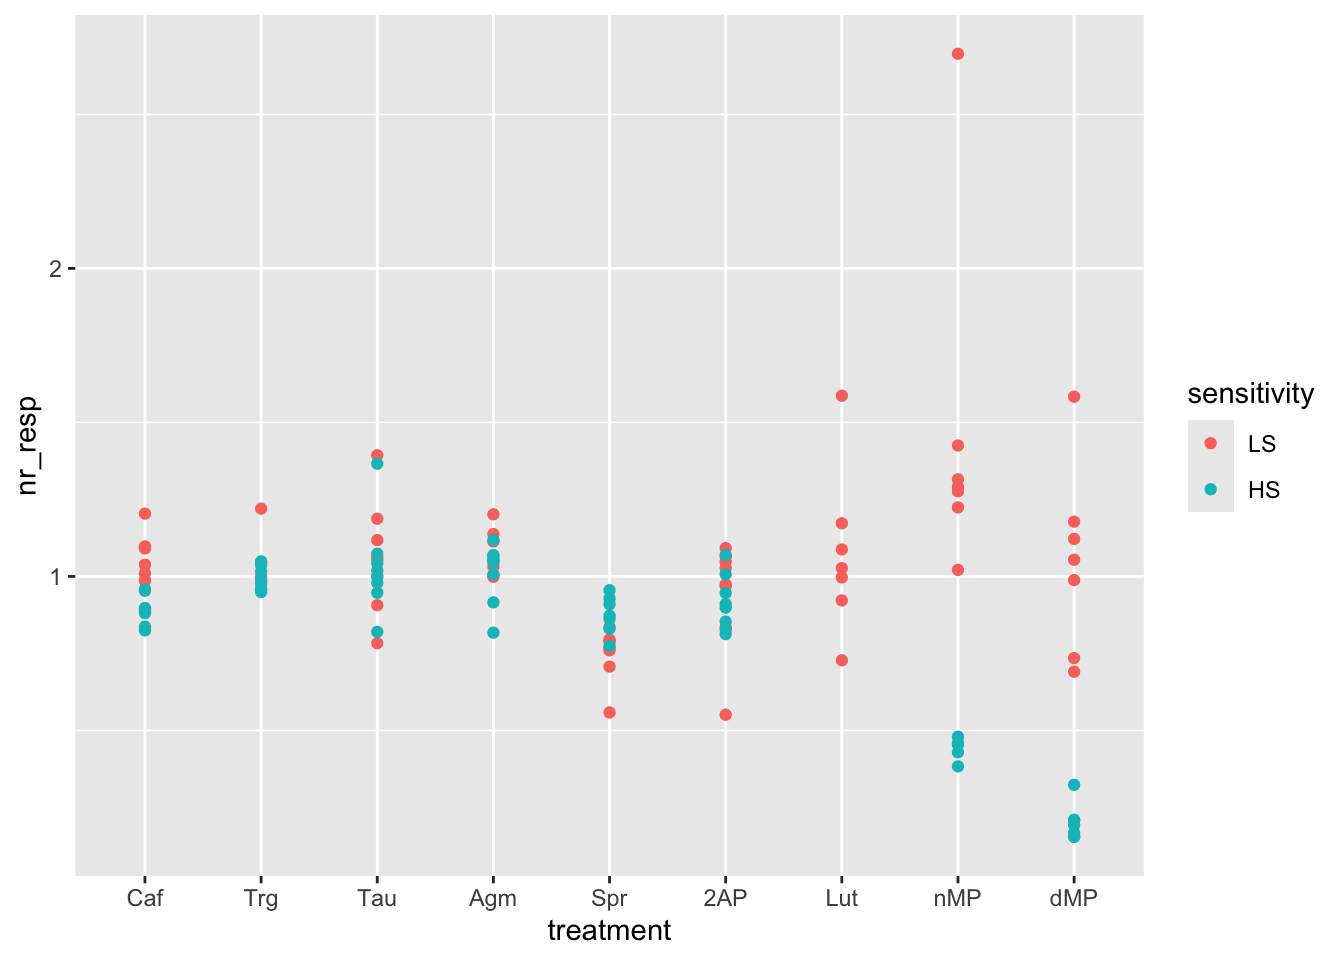 nr_resp
2
1
Caf Trg Tau Agm Spr 2AP Lut nMP dMP
treatment
sensitivity
LS
HS